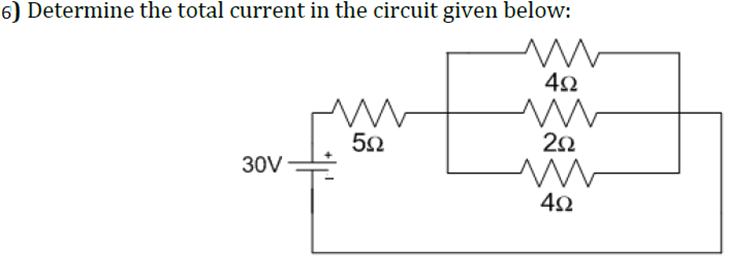 6) Determine the total current in the circuit given below:
4Ω
5Ω
2Ω
30V
+
4Ω